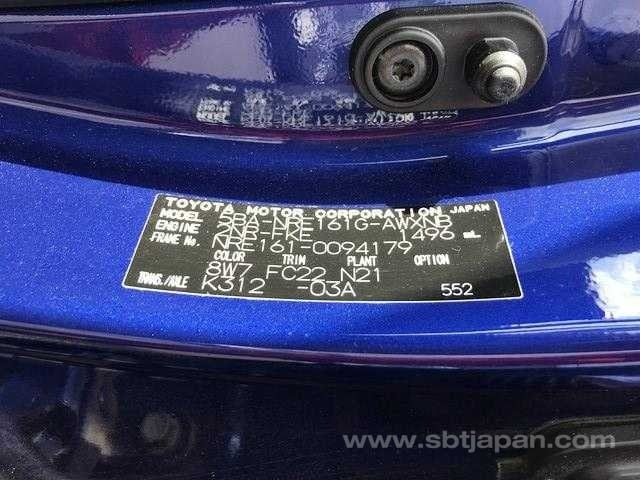 TOYOTA MOTOR CORPORATION JAPAN
MODEL 5BA-NRE161G-AWXNB
ENGINE 2NR-FKE 1496 mL
FRAME No. NRE161-0094179
COLOR TRIM PLANT OPTION
8W7 FC22 N21
TRANS./AXLE K312 -03A 552
www.sbtjapan.com